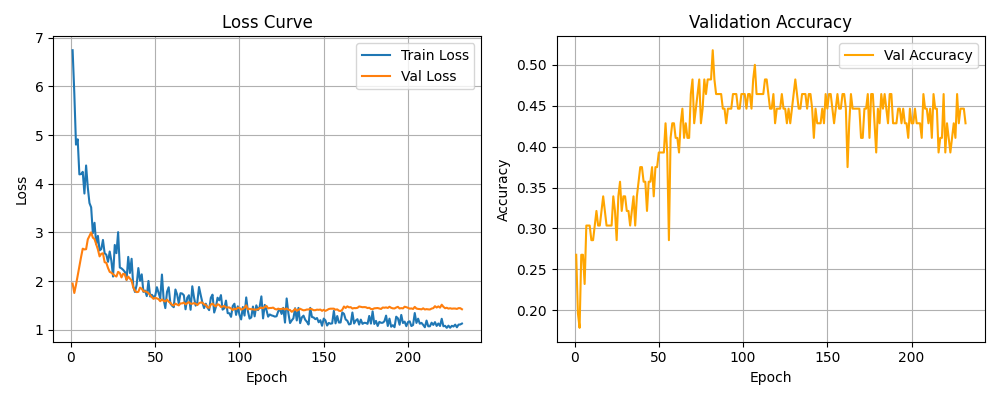 Loss Curve
7
6
5
4
3
2
1
Loss
0
50
100
150
200
Epoch
Train Loss
Val Loss
Validation Accuracy
0.50
0.45
0.40
0.35
0.30
0.25
0.20
Accuracy
0
50
100
150
200
Epoch
Val Accuracy